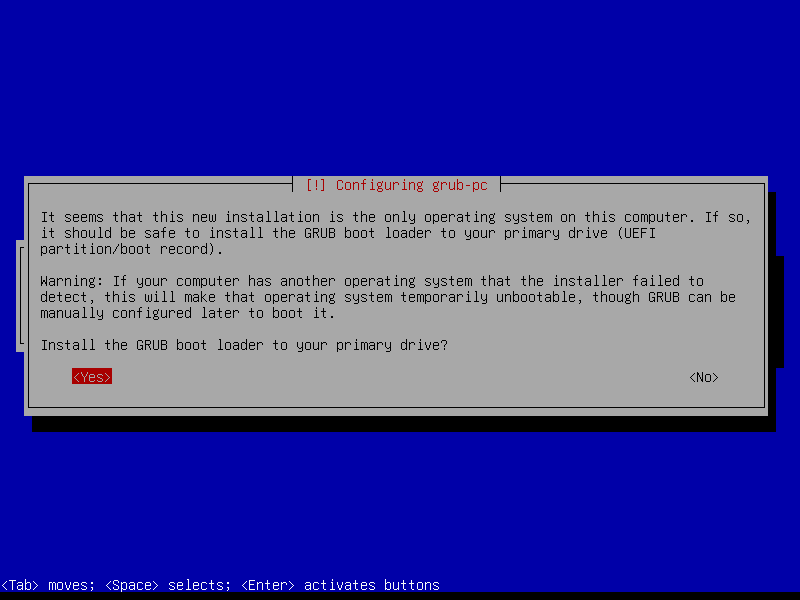 [!] Configuring grub-pc
It seems that this new installation is the only operating system on this computer. If so,
it should be safe to install the GRUB boot loader to your primary drive (UEFI
partition/boot record).
Warning: If your computer has another operating system that the installer failed to
detect, this will make that operating system temporarily unbootable, though GRUB can be
manually configured later to boot it.
Install the GRUB boot loader to your primary drive?
<Yes> <No>
<Tab> moves; <Space> selects; <Enter> activates buttons